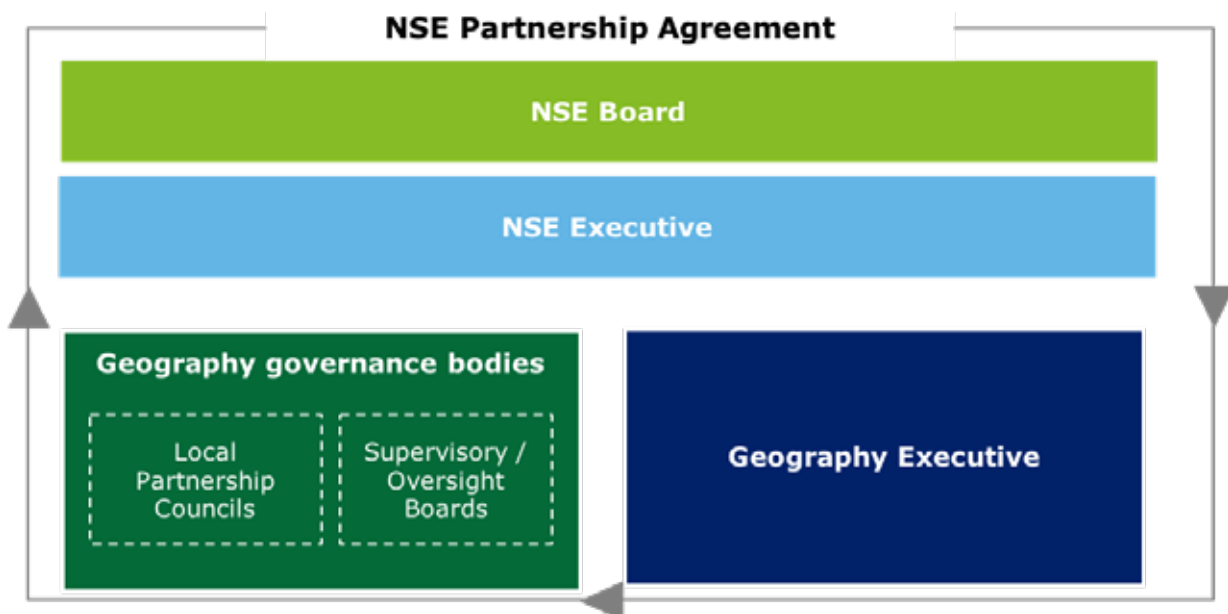 NSE Partnership Agreement
NSE Board
NSE Executive
Geography governance bodies
Local
Partnership
Councils
Supervisory /
Oversight
Boards
Geography Executive